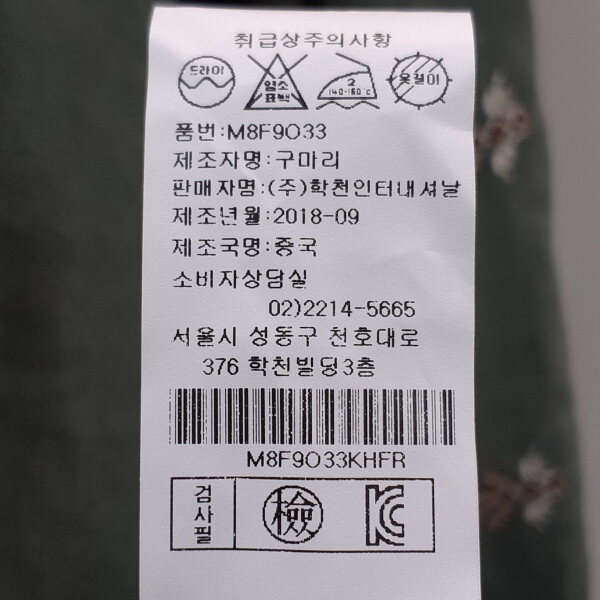 취급상주의사항
드라이
염소
표백
2
140-160℃
옷걸이
품번:M8F9O33
제조자명:구마리
판매자명:(주)학천인터내셔날
제조년월:2018-09
제조국명:중국
소비자상담실
02)2214-5665
서울시 성동구 천호대로
376 학천빌딩3층
M8F9O33KHFR
검사필
檢
KC